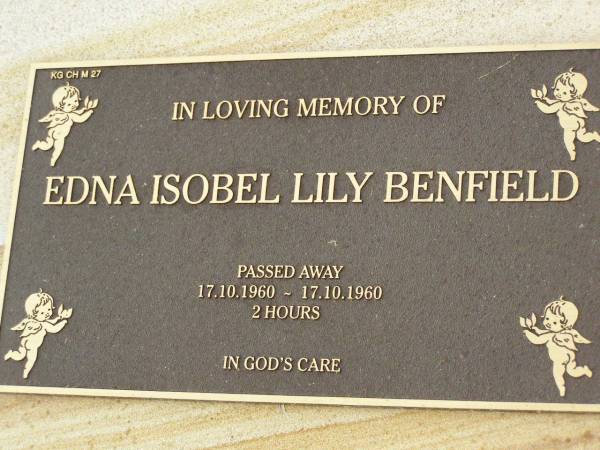 KG CH M 27
IN LOVING MEMORY OF
EDNA ISOBEL LILY BENFIELD
PASSED AWAY
17.10.1960 ~ 17.10.1960
2 HOURS
IN GOD'S CARE